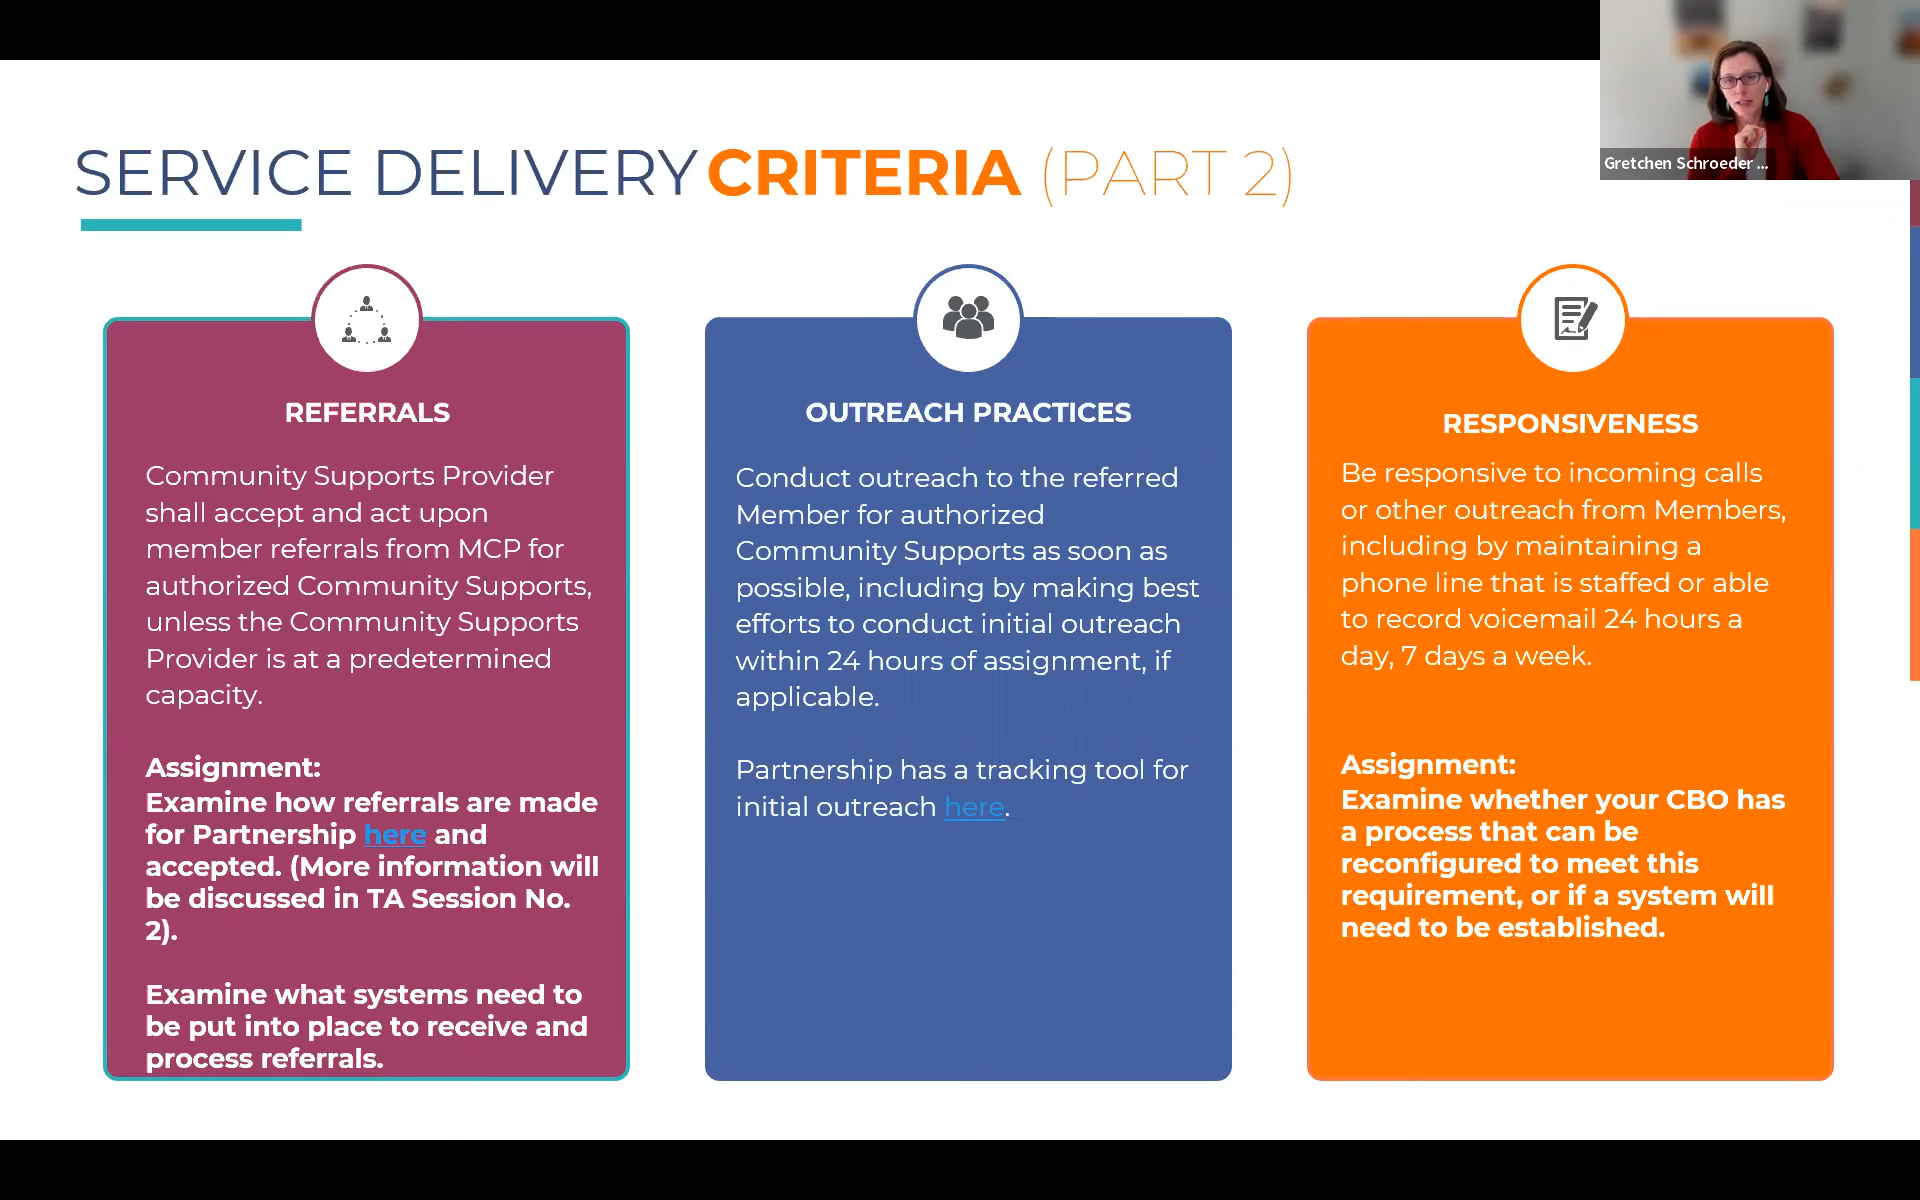 Gretchen Schroeder ...
SERVICE DELIVERY CRITERIA (PART 2)
REFERRALS
Community Supports Provider
shall accept and act upon
member referrals from MCP for
authorized Community Supports,
unless the Community Supports
Provider is at a predetermined
capacity.
Assignment:
Examine how referrals are made
for Partnership here and
accepted. (More information will
be discussed in TA Session No.
2).
Examine what systems need to
be put into place to receive and
process referrals.
OUTREACH PRACTICES
Conduct outreach to the referred
Member for authorized
Community Supports as soon as
possible, including by making best
efforts to conduct initial outreach
within 24 hours of assignment, if
applicable.
Partnership has a tracking tool for
initial outreach here.
RESPONSIVENESS
Be responsive to incoming calls
or other outreach from Members,
including by maintaining a
phone line that is staffed or able
to record voicemail 24 hours a
day, 7 days a week.
Assignment:
Examine whether your CBO has
a process that can be
reconfigured to meet this
requirement, or if a system will
need to be established.